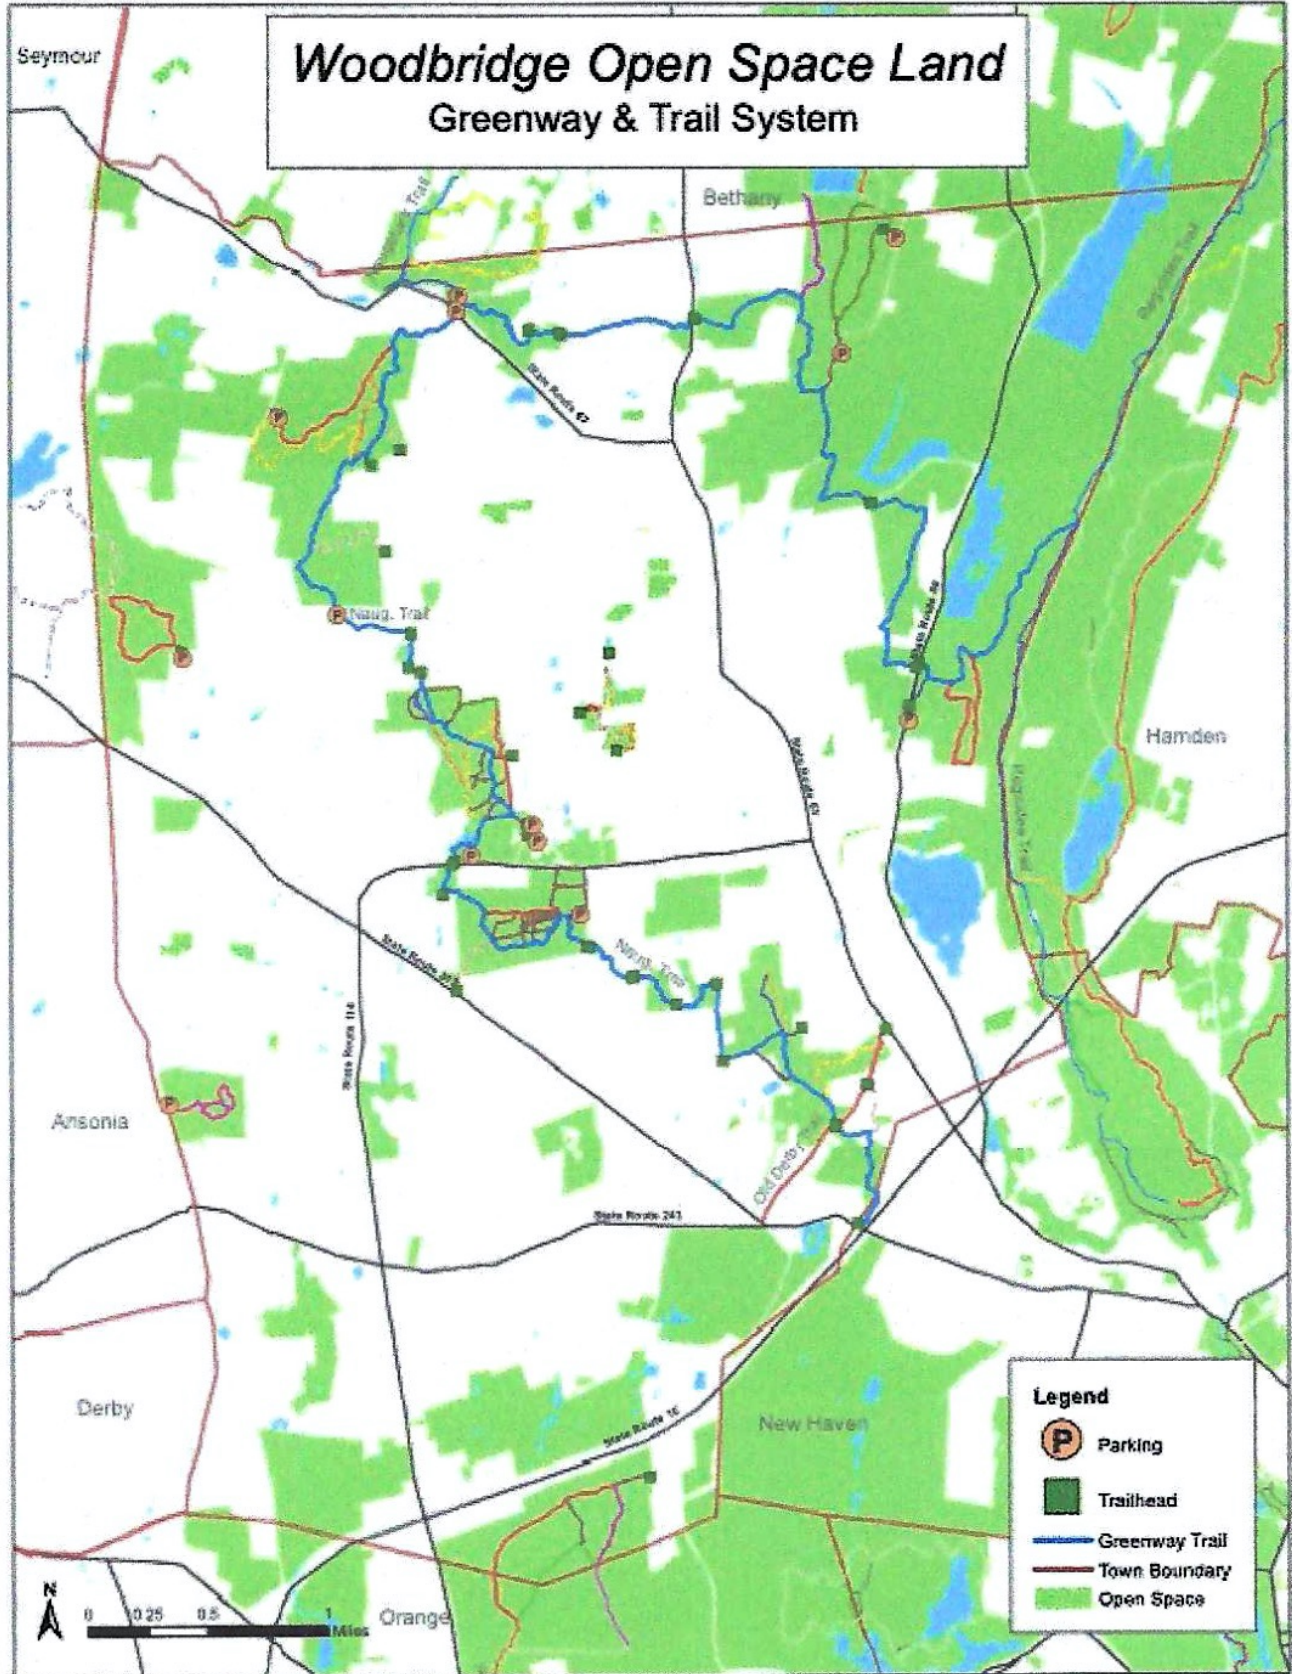 Seymour
Woodbridge Open Space Land
Greenway & Trail System
Bethany
Trail
State Route 67
P
P
P
P
P
P
Naug. Trail
P
Hamden
P
State Route 63
P
P
P
P
Naug. Trail
State Route 114
P
Ansonia
Old Derby Trail
State Route 243
Derby
New Haven
State Route
Orange
N
0 0.25 0.5 1
Miles
Legend
P Parking
Trailhead
Greenway Trail
Town Boundary
Open Space